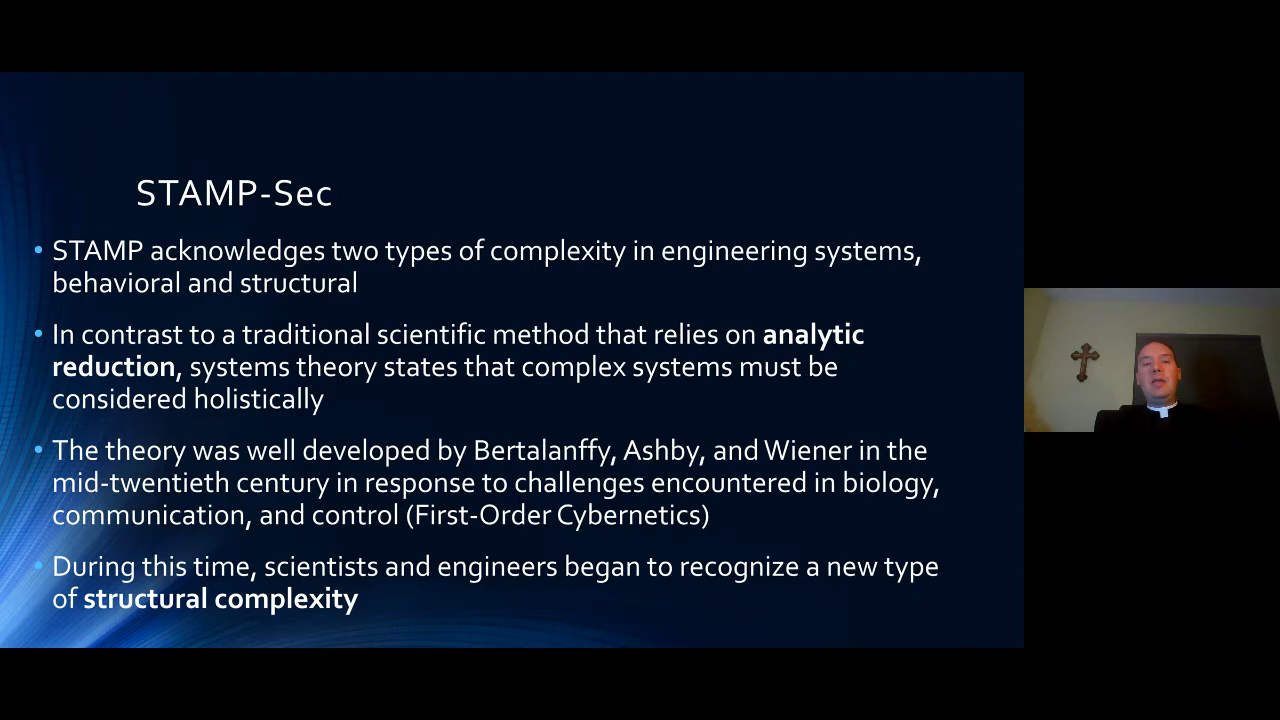 STAMP-Sec
• STAMP acknowledges two types of complexity in engineering systems,
behavioral and structural
• In contrast to a traditional scientific method that relies on analytic
reduction, systems theory states that complex systems must be
considered holistically
• The theory was well developed by Bertalanffy, Ashby, and Wiener in the
mid-twentieth century in response to challenges encountered in biology,
communication, and control (First-Order Cybernetics)
• During this time, scientists and engineers began to recognize a new type
of structural complexity